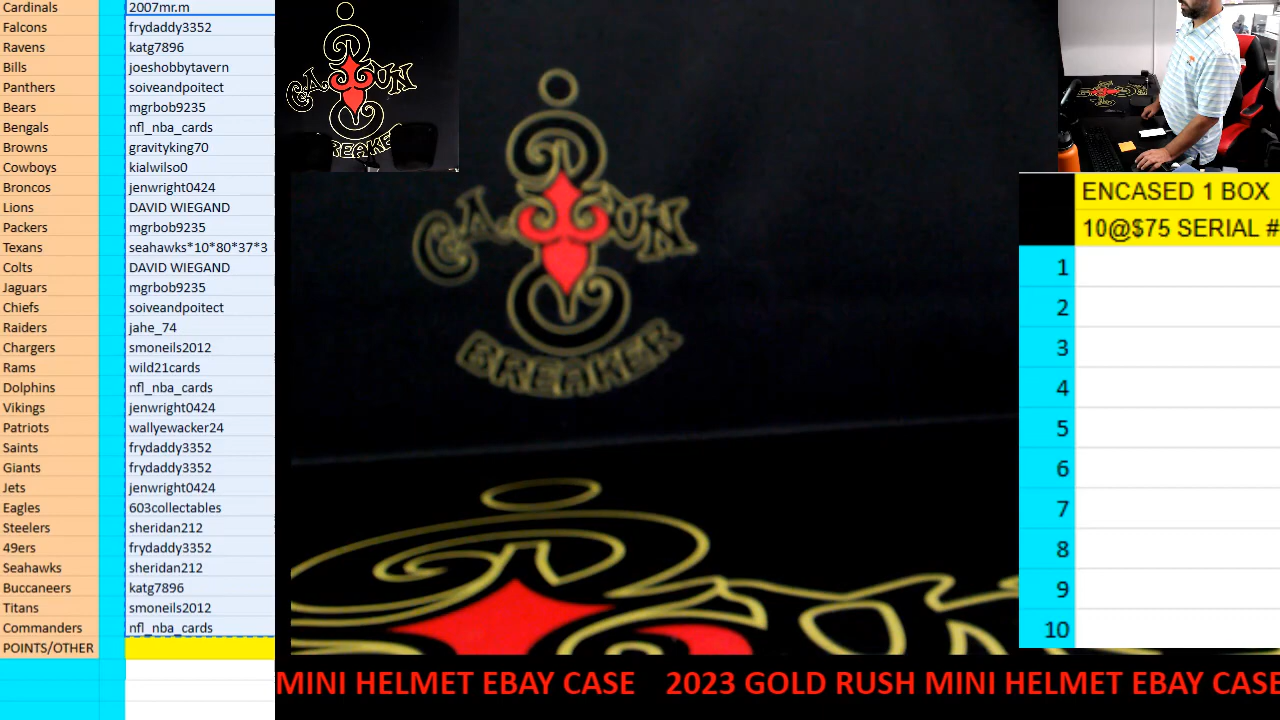 Cardinals 2007mr.m
Falcons frydaddy3352
Ravens katg7896
Bills joeshobbytavern
Panthers soiveandpoitect
Bears mgrbob9235
Bengals nfl_nba_cards
Browns gravityking70
Cowboys kialwilso0
Broncos jenwright0424
Lions DAVID WIEGAND
Packers mgrbob9235
Texans seahawks*10*80*37*3
Colts DAVID WIEGAND
Jaguars mgrbob9235
Chiefs soiveandpoitect
Raiders jahe_74
Chargers smoneils2012
Rams wild21cards
Dolphins nfl_nba_cards
Vikings jenwright0424
Patriots wallyewacker24
Saints frydaddy3352
Giants frydaddy3352
Jets jenwright0424
Eagles 603collectables
Steelers sheridan212
49ers frydaddy3352
Seahawks sheridan212
Buccaneers katg7896
Titans smoneils2012
Commanders nfl_nba_cards
POINTS/OTHER
CAJUN
BREAKER
ENCASED 1 BOX
10@$75 SERIAL #
1
2
3
4
5
6
7
8
9
10
MINI HELMET EBAY CASE 2023 GOLD RUSH MINI HELMET EBAY CASE